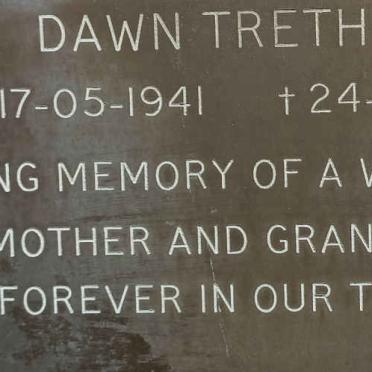 DAWN TRETH
17-05-1941 † 24-
NG MEMORY OF A W
MOTHER AND GRAN
FOREVER IN OUR T